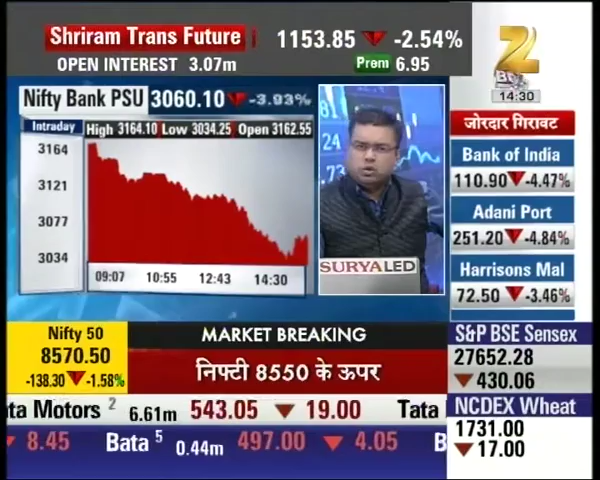 Shriram Trans Future 1153.85 -2.54%
OPEN INTEREST 3.07m Prem 6.95
14:30
Nifty Bank PSU 3060.10 -3.93%
Intraday High 3164.10 Low 3034.25 Open 3162.55
3164
3121
3077
3034
09:07 10:55 12:43 14:30
24
.73
SURYA LED
जोरदार गिरावट
Bank of India
110.90 -4.47%
Adani Port
251.20 -4.84%
Harrisons Mal
72.50 -3.46%
Nifty 50
8570.50
-138.30 -1.58%
MARKET BREAKING
निफ्टी 8550 के ऊपर
S&P BSE Sensex
27652.28
430.06
NCDEX Wheat
1731.00
17.00
ta Motors 2 6.61m 543.05 19.00 Tata
8.45 Bata 5 0.44m 497.00 4.05 B